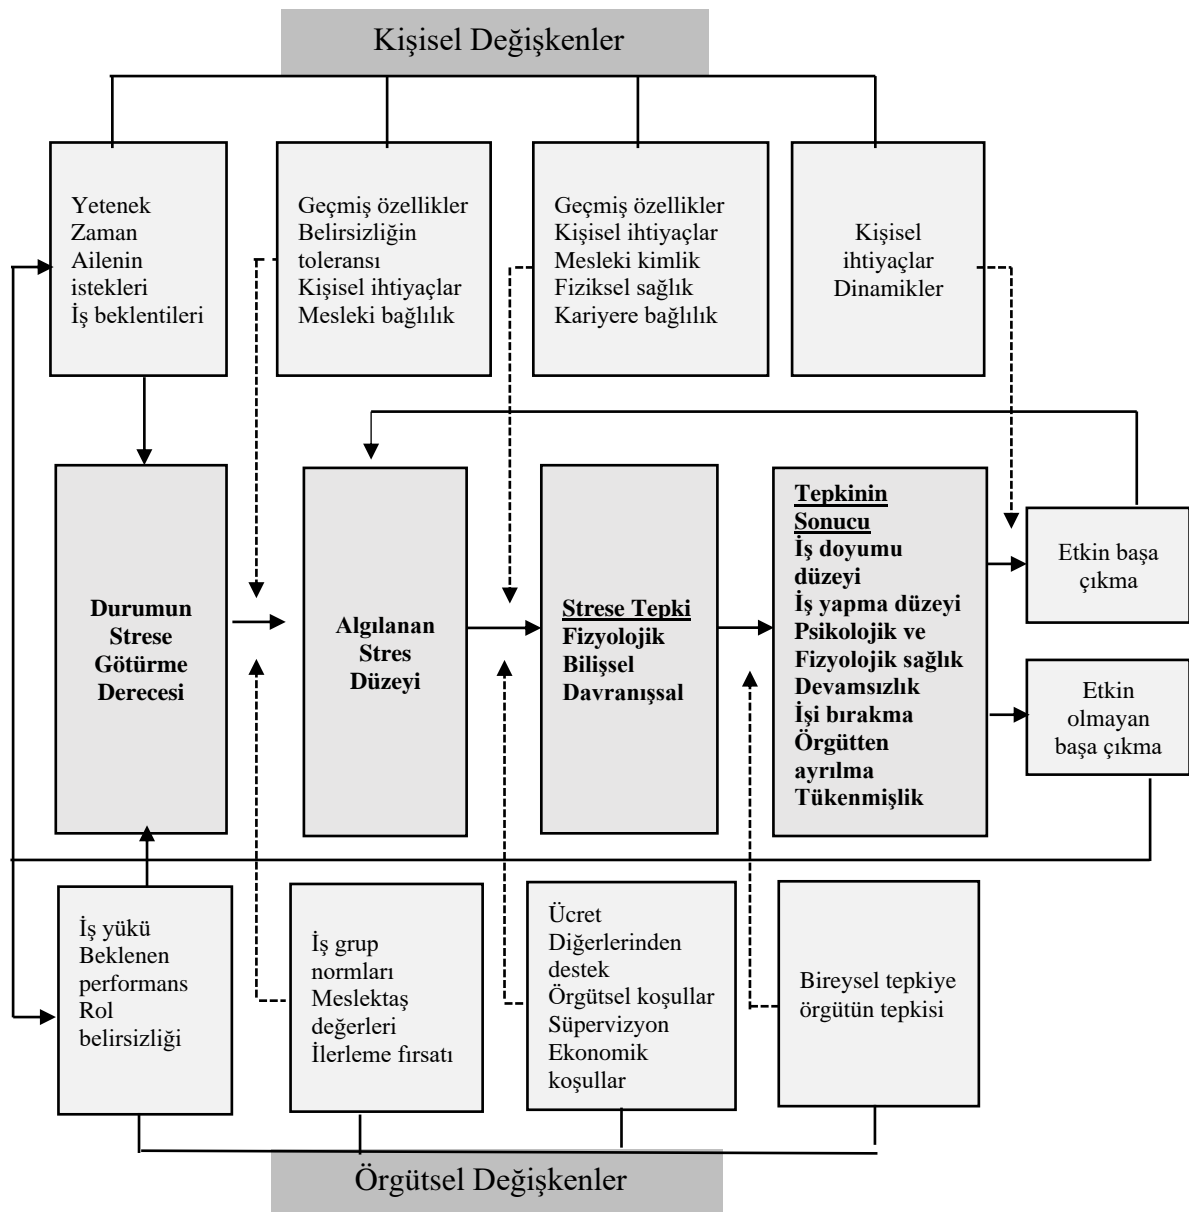 Kişisel Değişkenler
Yetenek
Zaman
Ailenin
istekleri
İş beklentileri
Geçmiş özellikler
Belirsizliğin
toleransı
Kişisel ihtiyaçlar
Mesleki bağlılık
Geçmiş özellikler
Kişisel ihtiyaçlar
Mesleki kimlik
Fiziksel sağlık
Kariyere bağlılık
Kişisel
ihtiyaçlar
Dinamikler
Durumun
Strese
Götürme
Derecesi
Algılanan
Stres
Düzeyi
Strese Tepki
Fizyolojik
Bilişsel
Davranışsal
Tepkinin
Sonucu
İş doyumu
düzeyi
İş yapma düzeyi
Psikolojik ve
Fizyolojik sağlık
Devamsızlık
İşi bırakma
Örgütten
ayrılma
Tükenmişlik
Etkin başa
çıkma
Etkin
olmayan
başa çıkma
İş yükü
Beklenen
performans
Rol
belirsizliği
İş grup
normları
Meslektaş
değerleri
İlerleme fırsatı
Ücret
Diğerlerinden
destek
Örgütsel koşullar
Süpervizyon
Ekonomik
koşullar
Bireysel tepkiye
örgütün tepkisi
Örgütsel Değişkenler